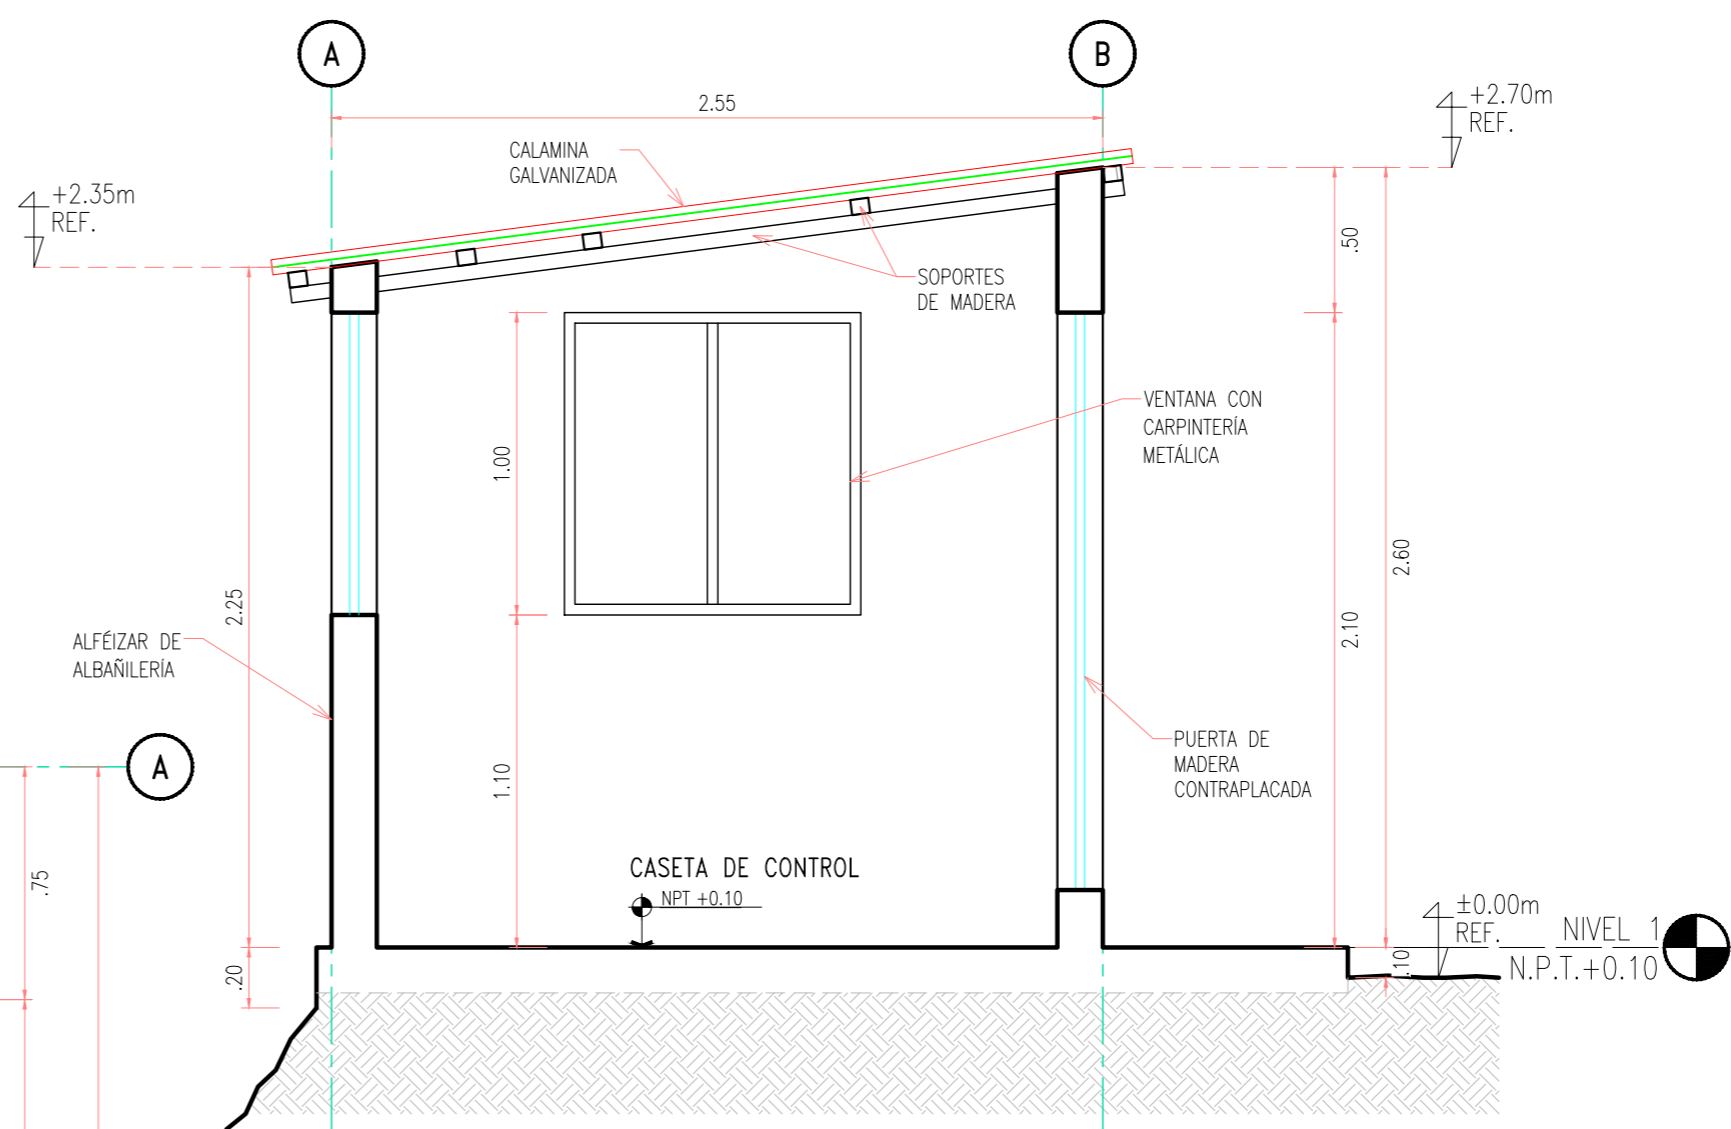 A
B
2.55
+2.70m
REF.
CALAMINA
GALVANIZADA
+2.35m
REF.
.50
SOPORTES
DE MADERA
VENTANA CON
CARPINTERÍA
METÁLICA
1.00
2.60
2.25
2.10
ALFÉIZAR DE
ALBAÑILERÍA
PUERTA DE
MADERA
CONTRAPLACADA
A
1.10
.75
CASETA DE CONTROL
NPT +0.10
±0.00m
REF.
NIVEL 1
N.P.T.+0.10
.10
.20